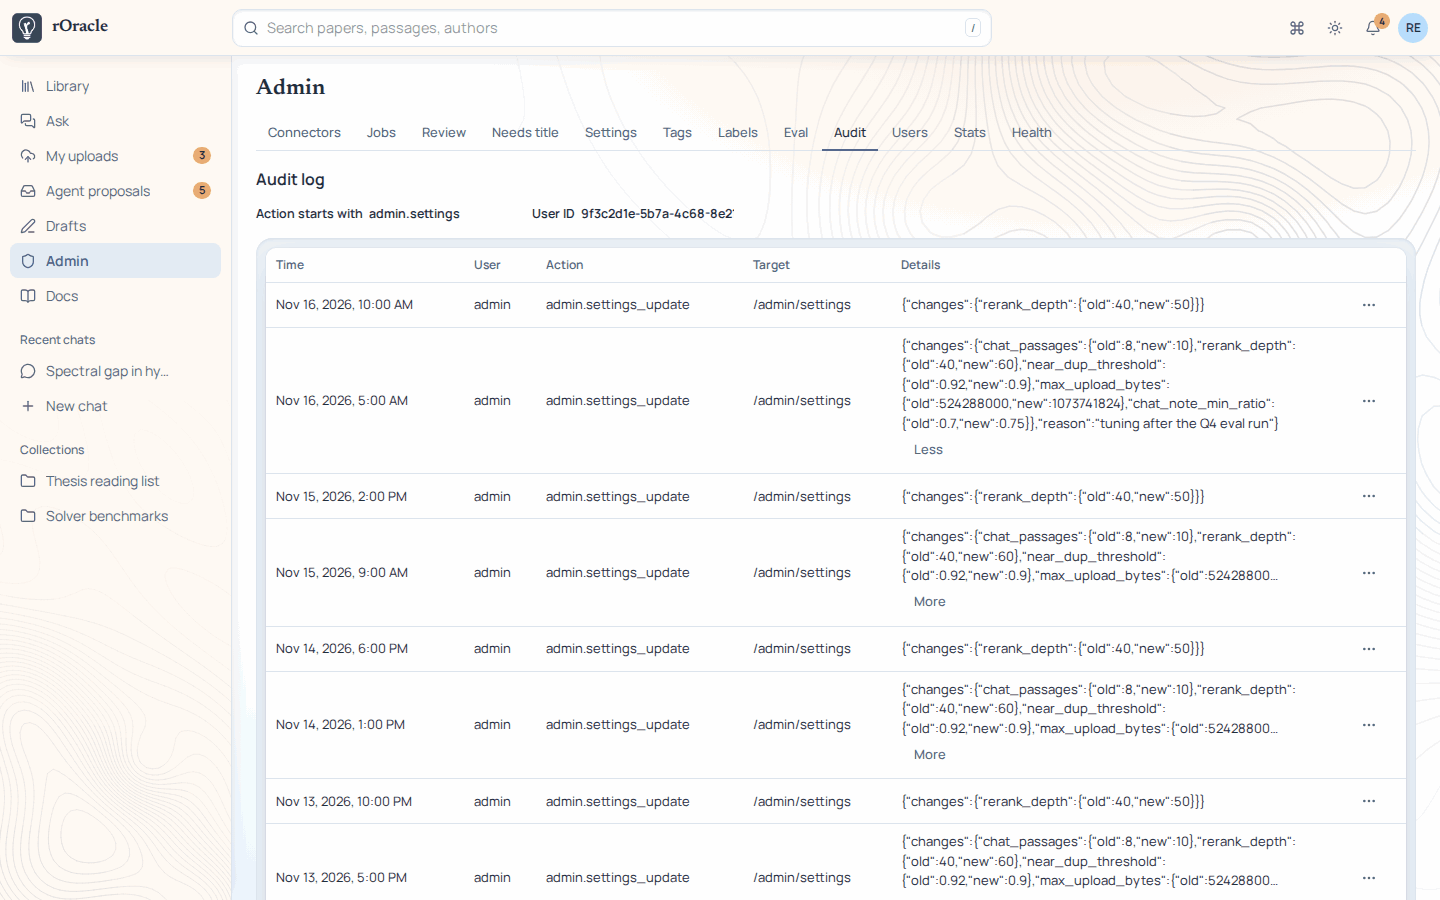 rOracle
Search papers, passages, authors
/
4
RE
Library
Ask
My uploads 3
Agent proposals 5
Drafts
Admin
Docs
Recent chats
Spectral gap in hy...
New chat
Collections
Thesis reading list
Solver benchmarks
Admin
Connectors Jobs Review Needs title Settings Tags Labels Eval Audit Users Stats Health
Audit log
Action starts with admin.settings User ID 9f3c2d1e-5b7a-4c68-8e2
Time User Action Target Details
Nov 16, 2026, 10:00 AM admin admin.settings_update /admin/settings {"changes":{"rerank_depth":{"old":40,"new":50}}}
Nov 16, 2026, 5:00 AM admin admin.settings_update /admin/settings
{"changes":{"chat_passages":{"old":8,"new":10},"rerank_depth":
{"old":40,"new":60},"near_dup_threshold":
{"old":0.92,"new":0.9},"max_upload_bytes":
{"old":524288000,"new":1073741824},"chat_note_min_ratio":
{"old":0.7,"new":0.75}},"reason":"tuning after the Q4 eval run"}
Less
Nov 15, 2026, 2:00 PM admin admin.settings_update /admin/settings {"changes":{"rerank_depth":{"old":40,"new":50}}}
Nov 15, 2026, 9:00 AM admin admin.settings_update /admin/settings
{"changes":{"chat_passages":{"old":8,"new":10},"rerank_depth":
{"old":40,"new":60},"near_dup_threshold":
{"old":0.92,"new":0.9},"max_upload_bytes":{"old":52428800...
More
Nov 14, 2026, 6:00 PM admin admin.settings_update /admin/settings {"changes":{"rerank_depth":{"old":40,"new":50}}}
Nov 14, 2026, 1:00 PM admin admin.settings_update /admin/settings
{"changes":{"chat_passages":{"old":8,"new":10},"rerank_depth":
{"old":40,"new":60},"near_dup_threshold":
{"old":0.92,"new":0.9},"max_upload_bytes":{"old":52428800...
More
Nov 13, 2026, 10:00 PM admin admin.settings_update /admin/settings {"changes":{"rerank_depth":{"old":40,"new":50}}}
Nov 13, 2026, 5:00 PM admin admin.settings_update /admin/settings
{"changes":{"chat_passages":{"old":8,"new":10},"rerank_depth":
{"old":40,"new":60},"near_dup_threshold":
{"old":0.92,"new":0.9},"max_upload_bytes":{"old":52428800...